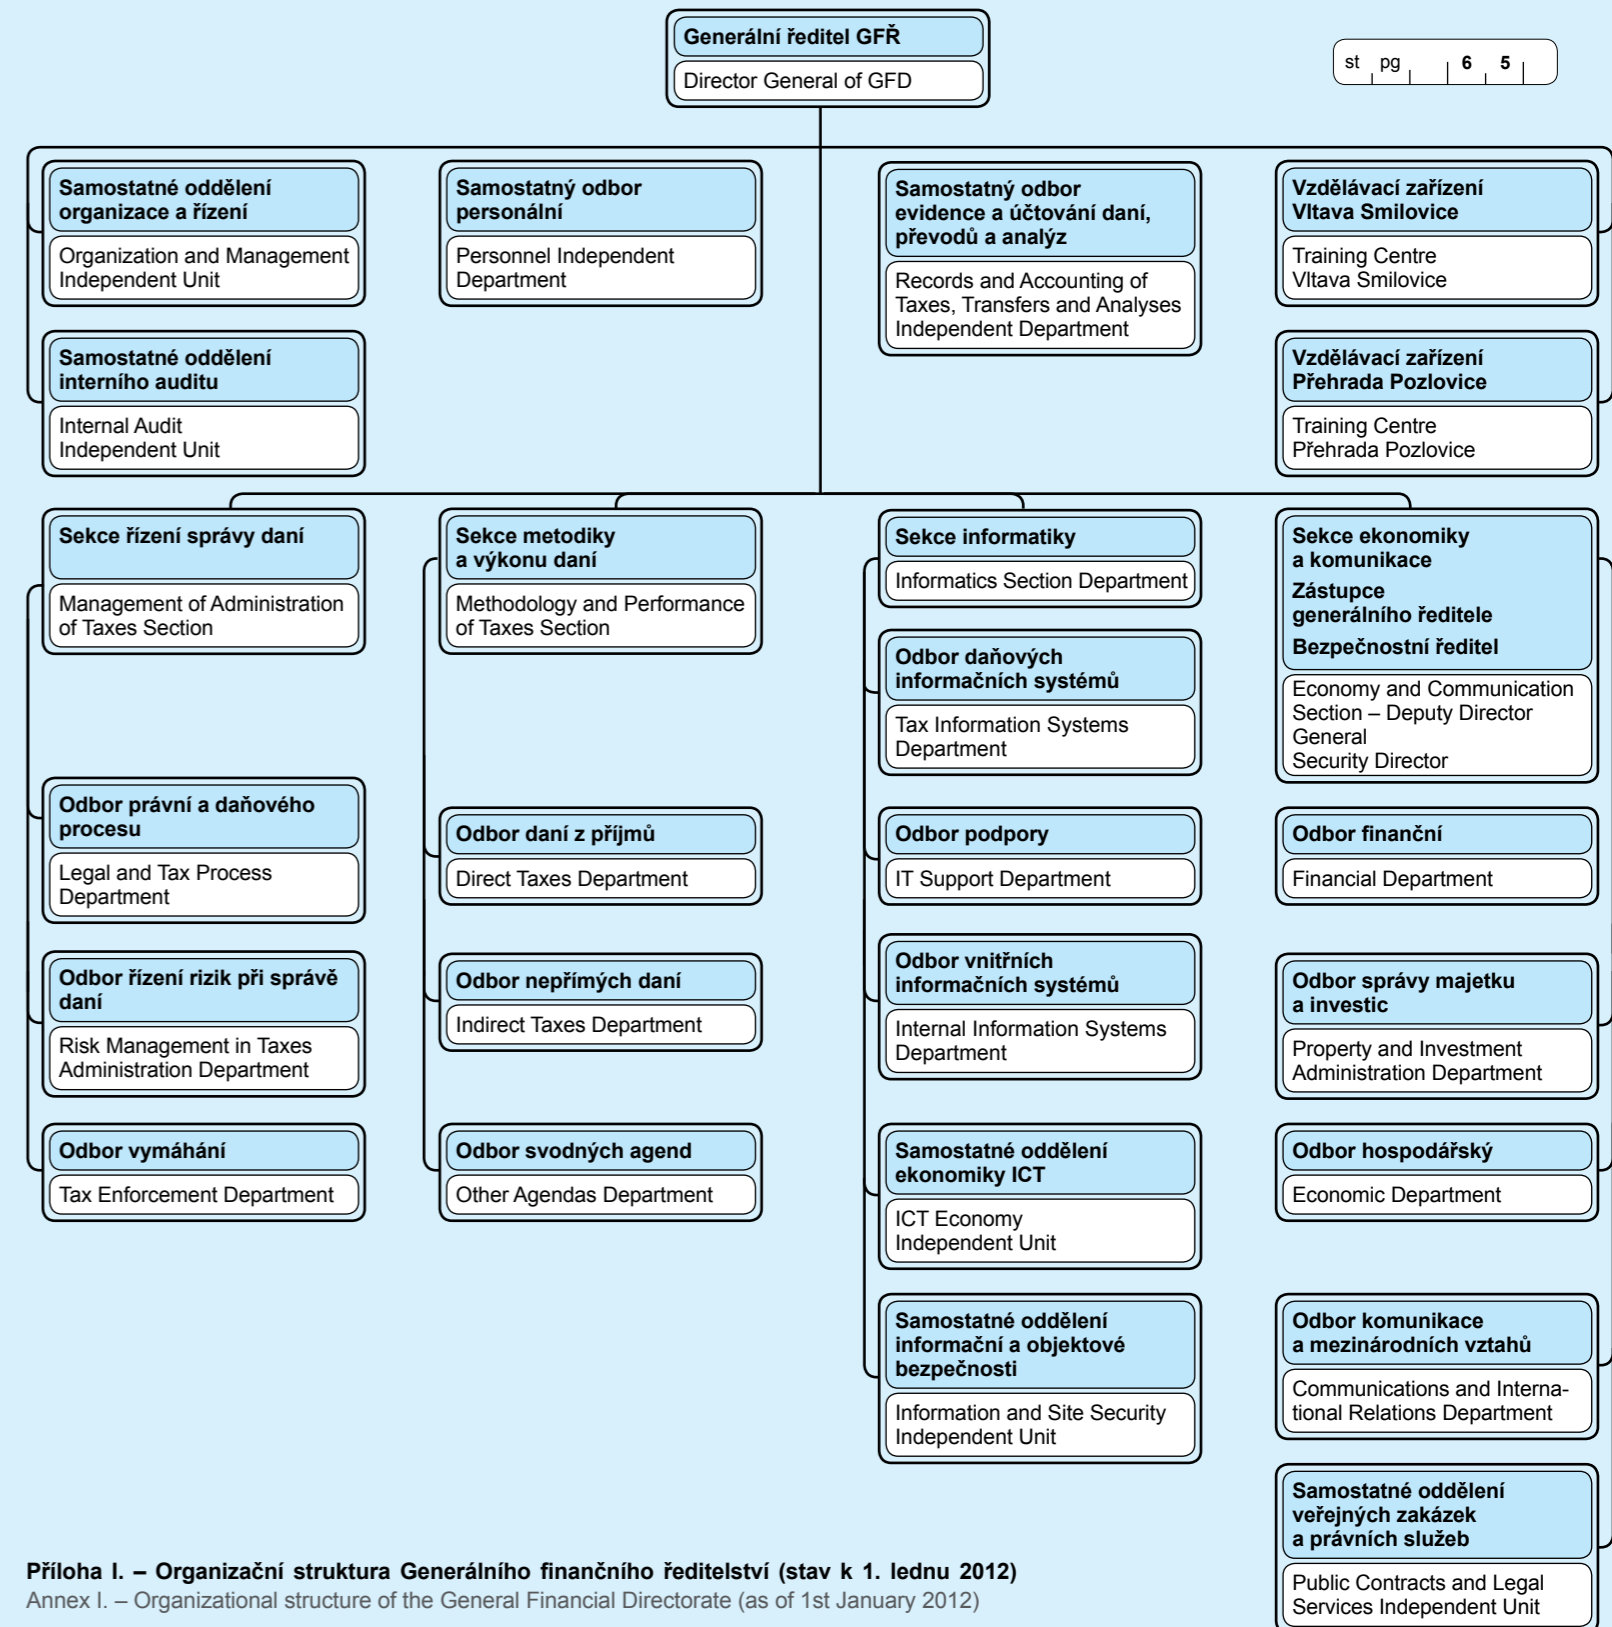 Generální ředitel GFŘ
Director General of GFD
st pg 6 5
Samostatné oddělení
organizace a řízení
Organization and Management
Independent Unit
Samostatný odbor
personální
Personnel Independent
Department
Samostatný odbor
evidence a účtování daní,
převodů a analýz
Records and Accounting of
Taxes, Transfers and Analyses
Independent Department
Vzdělávací zařízení
Vltava Smilovice
Training Centre
Vltava Smilovice
Samostatné oddělení
interního auditu
Internal Audit
Independent Unit
Vzdělávací zařízení
Přehrada Pozlovice
Training Centre
Přehrada Pozlovice
Sekce řízení správy daní
Management of Administration
of Taxes Section
Odbor právní a daňového
procesu
Legal and Tax Process
Department
Odbor řízení rizik při správě
daní
Risk Management in Taxes
Administration Department
Odbor vymáhání
Tax Enforcement Department
Sekce metodiky
a výkonu daní
Methodology and Performance
of Taxes Section
Odbor daní z příjmů
Direct Taxes Department
Odbor nepřímých daní
Indirect Taxes Department
Odbor svodných agend
Other Agendas Department
Sekce informatiky
Informatics Section Department
Odbor daňových
informačních systémů
Tax Information Systems
Department
Odbor podpory
IT Support Department
Odbor vnitřních
informačních systémů
Internal Information Systems
Department
Samostatné oddělení
ekonomiky ICT
ICT Economy
Independent Unit
Samostatné oddělení
informační a objektové
bezpečnosti
Information and Site Security
Independent Unit
Sekce ekonomiky
a komunikace
Zástupce
generálního ředitele
Bezpečnostní ředitel
Economy and Communication
Section – Deputy Director
General
Security Director
Odbor finanční
Financial Department
Odbor správy majetku
a investic
Property and Investment
Administration Department
Odbor hospodářský
Economic Department
Odbor komunikace
a mezinárodních vztahů
Communications and Interna-
tional Relations Department
Samostatné oddělení
veřejných zakázek
a právních služeb
Public Contracts and Legal
Services Independent Unit
Příloha I. – Organizační struktura Generálního finančního ředitelství (stav k 1. lednu 2012)
Annex I. – Organizational structure of the General Financial Directorate (as of 1st January 2012)